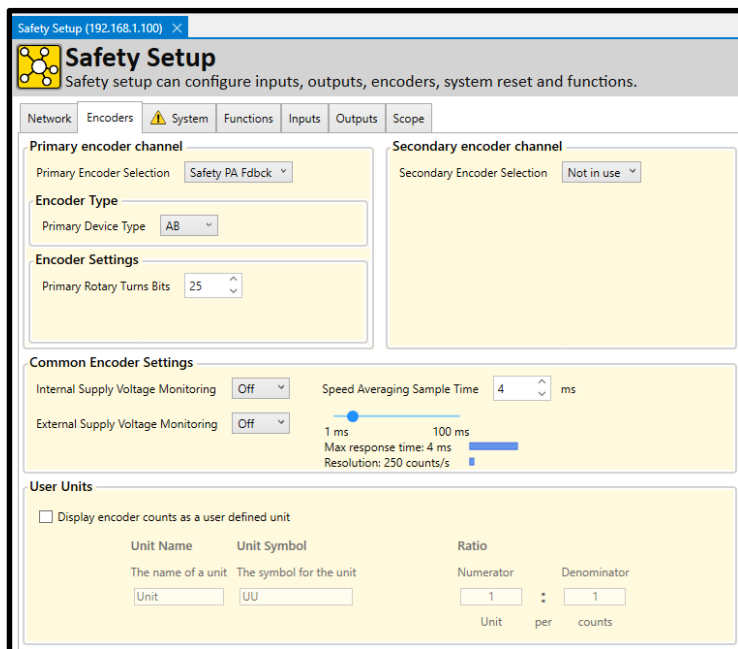 Safety Setup (192.168.1.100)
Safety Setup
Safety setup can configure inputs, outputs, encoders, system reset and functions.
Network Encoders System Functions Inputs Outputs Scope
Primary encoder channel
Primary Encoder Selection Safety PA Fdbck
Encoder Type
Primary Device Type AB
Encoder Settings
Primary Rotary Turns Bits 25
Secondary encoder channel
Secondary Encoder Selection Not in use
Common Encoder Settings
Internal Supply Voltage Monitoring Off
External Supply Voltage Monitoring Off
Speed Averaging Sample Time 4 ms
1 ms 100 ms
Max response time: 4 ms
Resolution: 250 counts/s
User Units
Display encoder counts as a user defined unit
Unit Name Unit Symbol Ratio
The name of a unit The symbol for the unit Numerator Denominator
Unit UU 1 : 1
Unit per counts